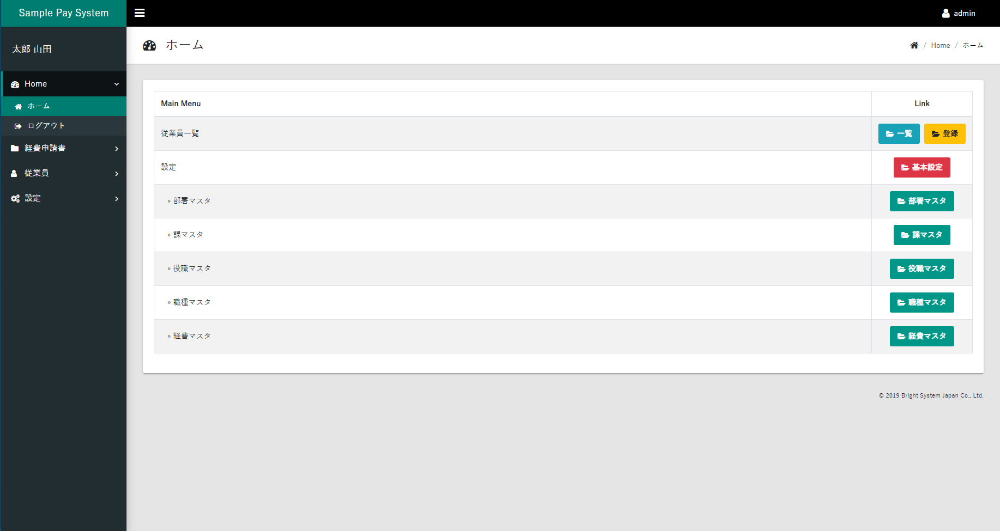 Sample Pay System
admin
太郎 山田
Home
ホーム
ログアウト
経費申請書
従業員
設定
ホーム
/ Home / ホーム
Main Menu Link
従業員一覧 一覧 登録
設定 基本設定
» 部署マスタ 部署マスタ
» 課マスタ 課マスタ
» 役職マスタ 役職マスタ
» 職種マスタ 職種マスタ
» 経費マスタ 経費マスタ
© 2019 Bright System Japan Co., Ltd.